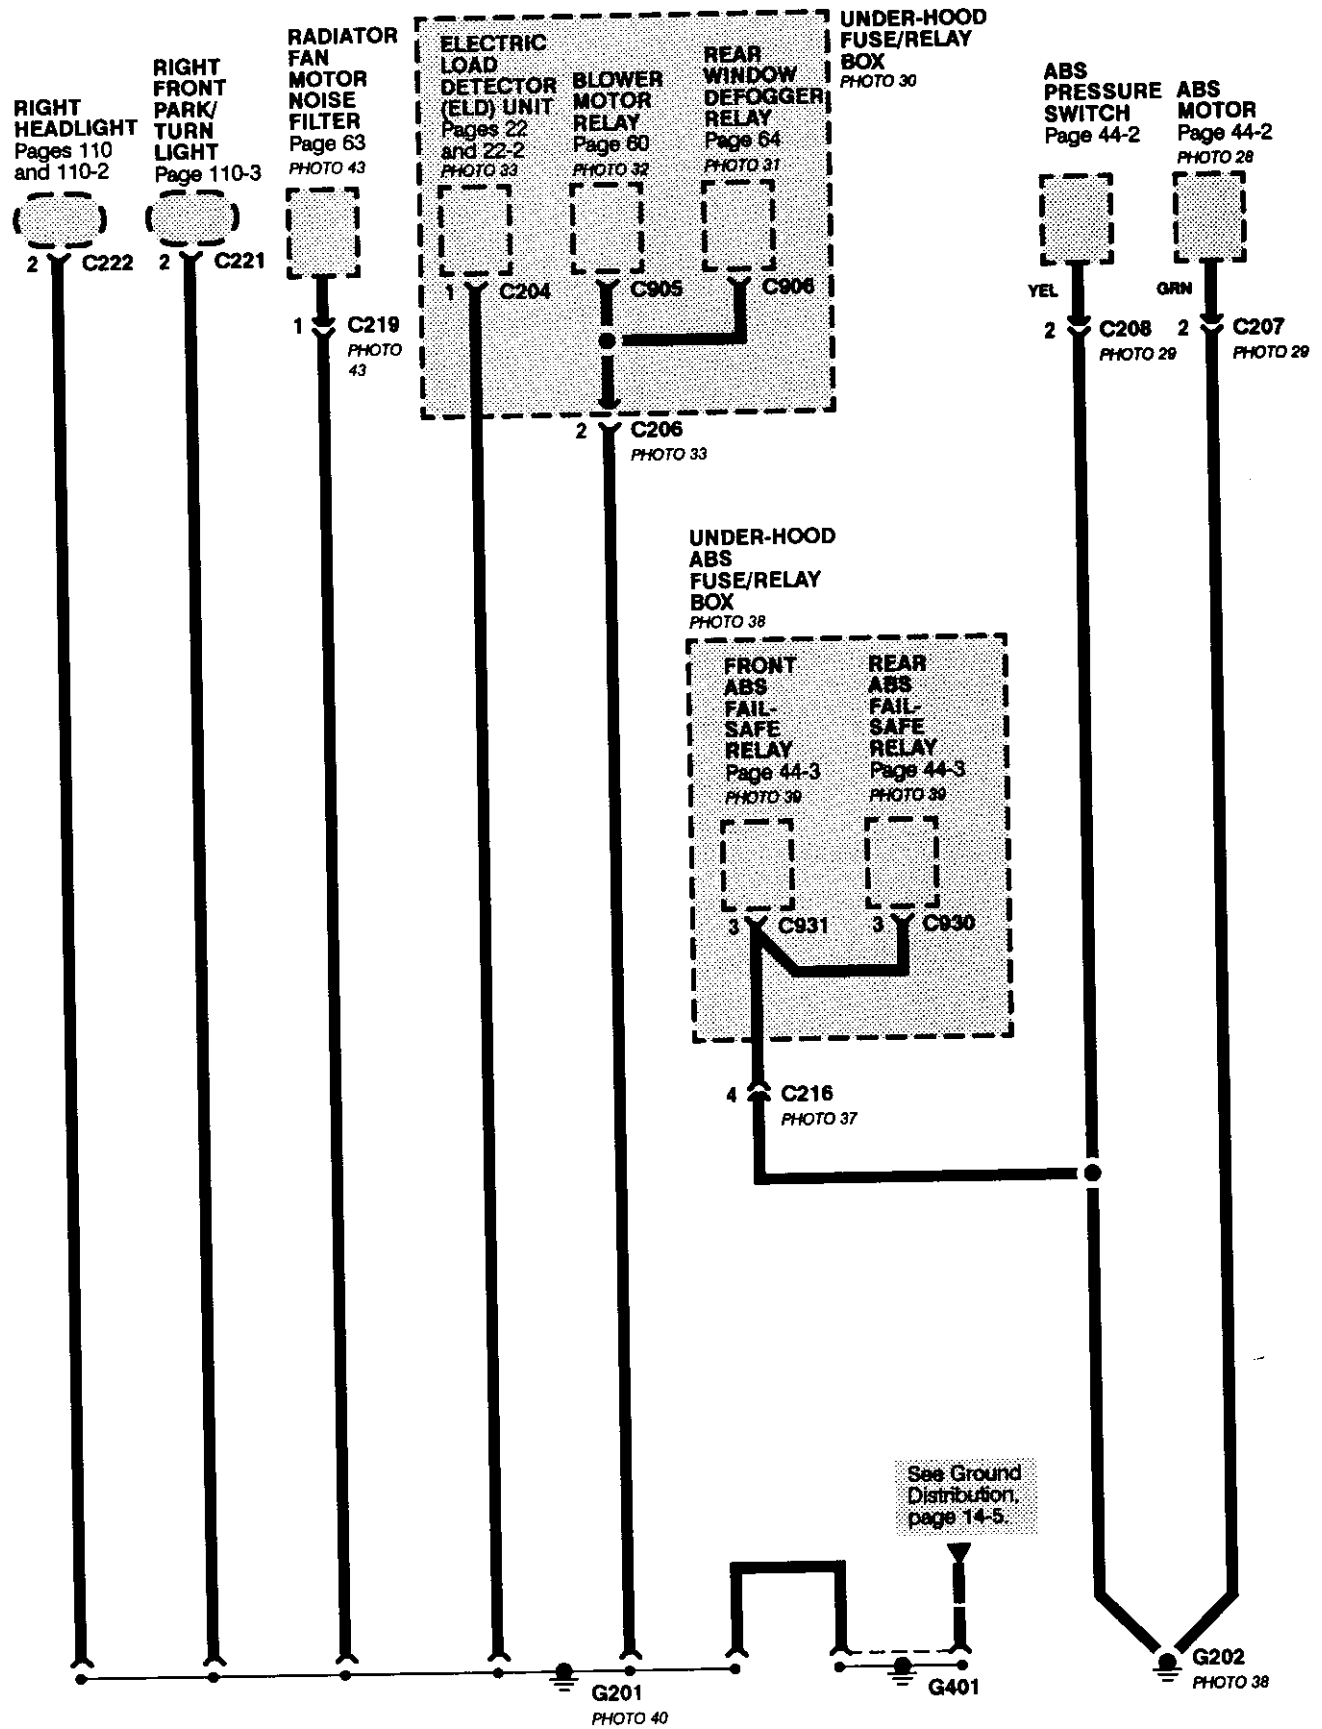 RIGHT
HEADLIGHT
Pages 110
and 110-2
2
C222
RIGHT
FRONT
PARK/
TURN
LIGHT
Page 110-3
2
C221
RADIATOR
FAN
MOTOR
NOISE
FILTER
Page 63
PHOTO 43
1
C219
PHOTO
43
ELECTRIC
LOAD
DETECTOR
(ELD) UNIT
Pages 22
and 22-2
PHOTO 33
1
C204
BLOWER
MOTOR
RELAY
Page 60
PHOTO 32
C905
REAR
WINDOW
DEFOGGER
RELAY
Page 64
PHOTO 31
C906
UNDER-HOOD
FUSE/RELAY
BOX
PHOTO 30
2
C206
PHOTO 33
ABS
PRESSURE
SWITCH
Page 44-2
YEL
2
C208
PHOTO 29
ABS
MOTOR
Page 44-2
PHOTO 28
GRN
2
C207
PHOTO 29
UNDER-HOOD
ABS
FUSE/RELAY
BOX
PHOTO 38
FRONT
ABS
FAIL-
SAFE
RELAY
Page 44-3
PHOTO 39
3
C931
REAR
ABS
FAIL-
SAFE
RELAY
Page 44-3
PHOTO 39
3
C930
4
C216
PHOTO 37
See Ground
Distribution,
page 14-5.
G201
PHOTO 40
G401
G202
PHOTO 38